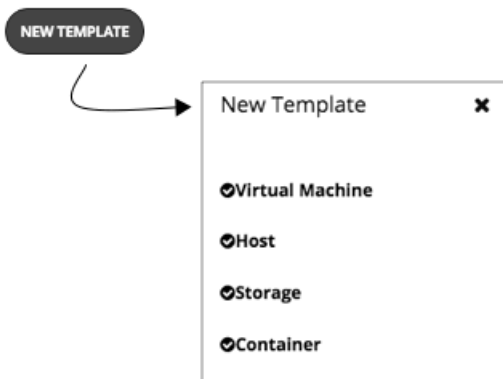 NEW TEMPLATE
New Template
Virtual Machine
Host
Storage
Container